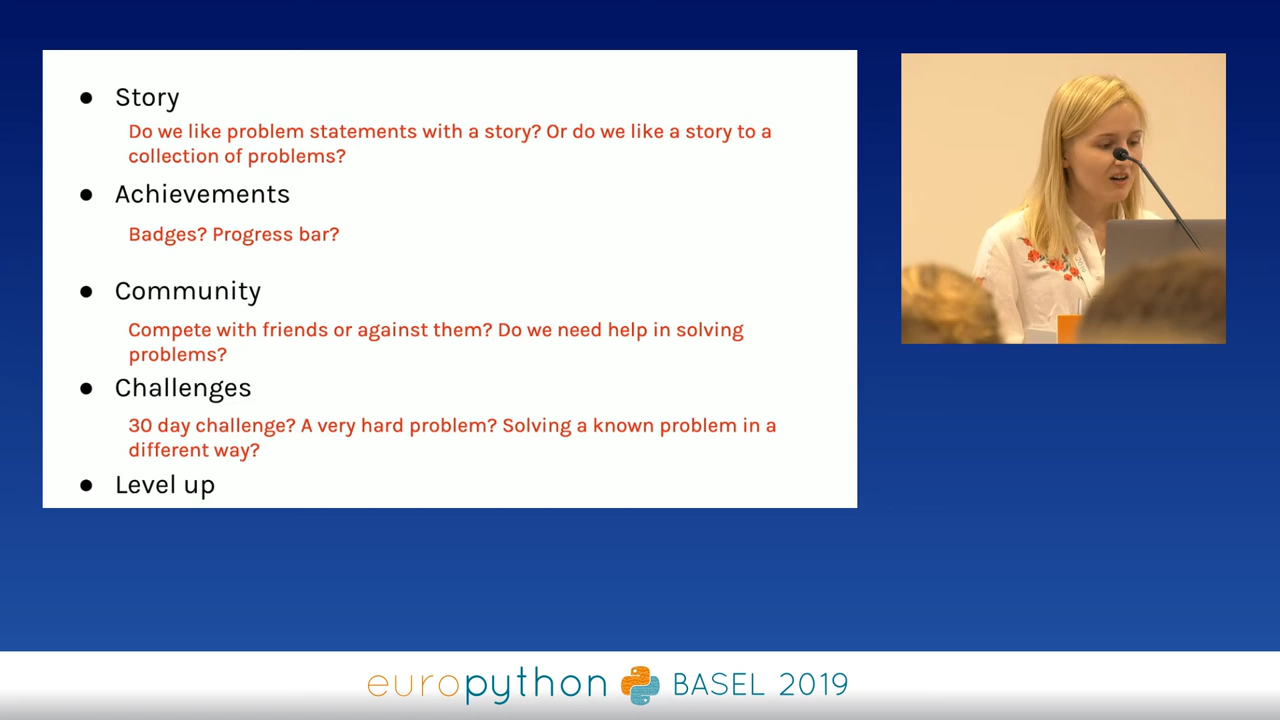 ● Story
Do we like problem statements with a story? Or do we like a story to a
collection of problems?
● Achievements
Badges? Progress bar?
● Community
Compete with friends or against them? Do we need help in solving
problems?
● Challenges
30 day challenge? A very hard problem? Solving a known problem in a
different way?
● Level up
europython BASEL 2019